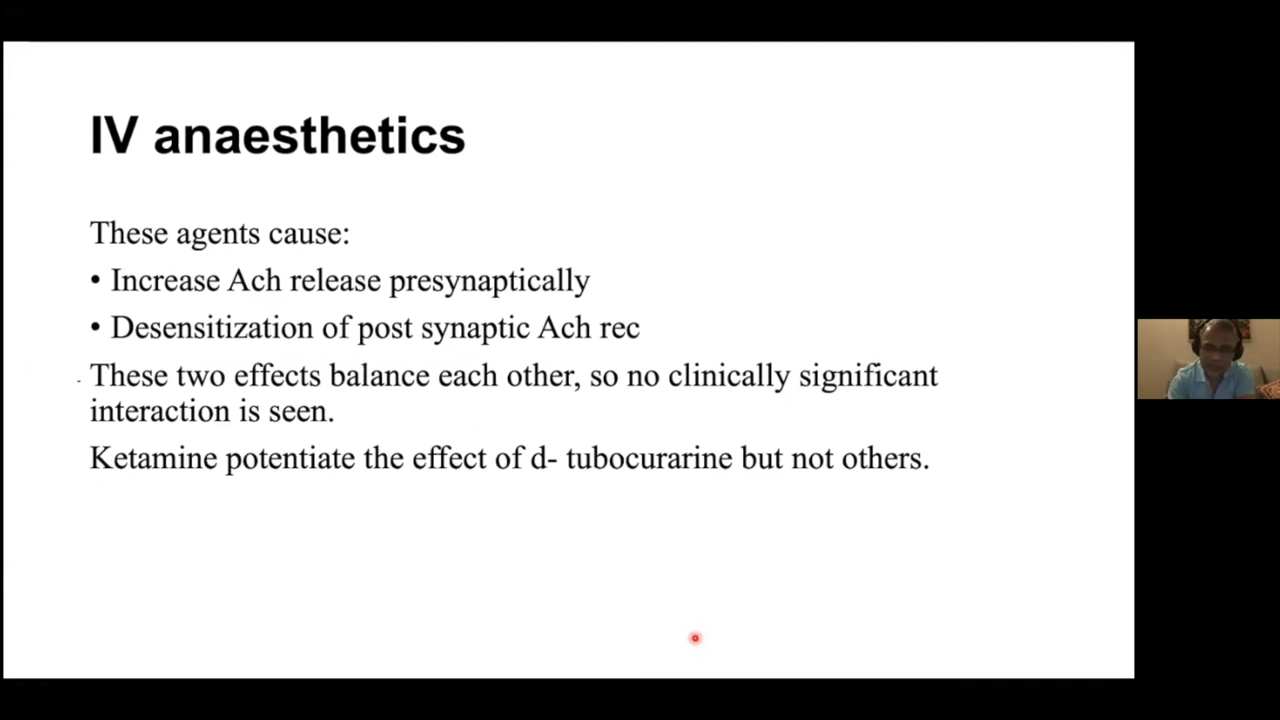 IV anaesthetics
These agents cause:
• Increase Ach release presynaptically
• Desensitization of post synaptic Ach rec
These two effects balance each other, so no clinically significant
interaction is seen.
Ketamine potentiate the effect of d- tubocurarine but not others.